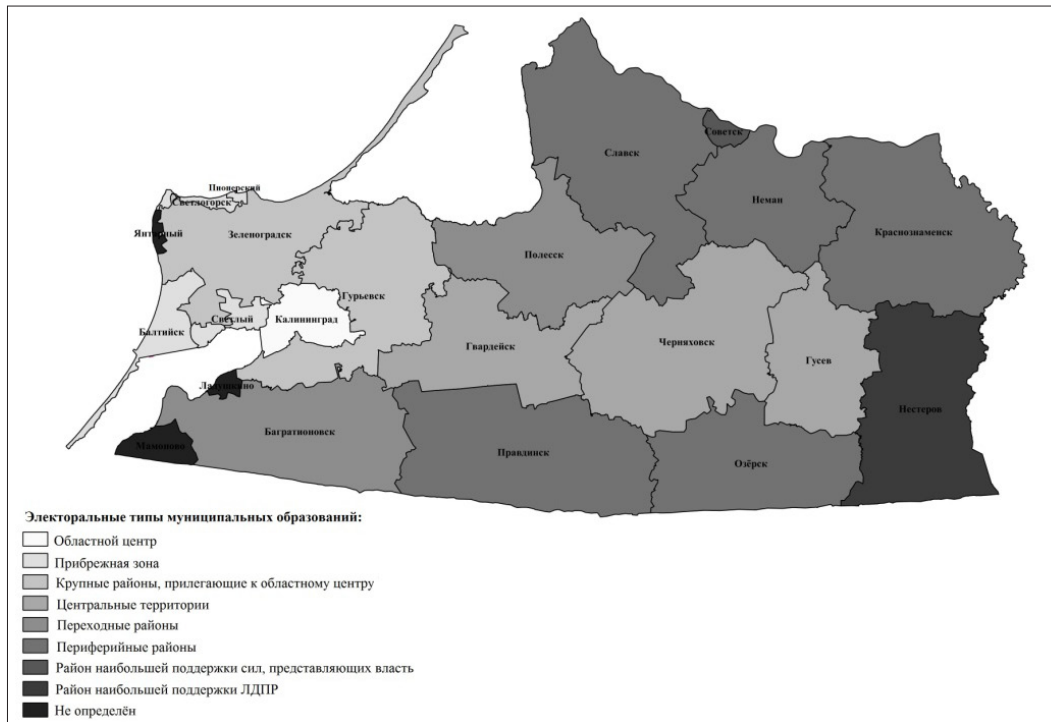 Советск
Славск
Пионерский
Неман
Светлогорск
Краснознаменск
Янтарный
Зеленоградск
Полесск
Гурьевск
Светлый
Калининград
Балтийск
Гвардейск
Черняховск
Гусев
Ладушкино
Нестеров
Багратионовск
Мамоново
Правдинск
Озёрск
Электоральные типы муниципальных образований:
Областной центр
Прибрежная зона
Крупные районы, прилегающие к областному центру
Центральные территории
Переходные районы
Периферийные районы
Район наибольшей поддержки сил, представляющих власть
Район наибольшей поддержки ЛДПР
Не определён